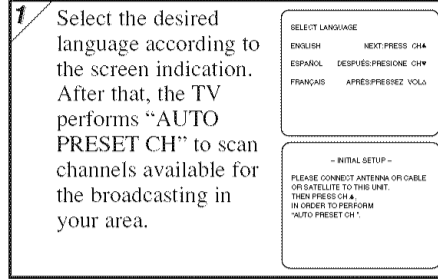 1
Select the desired
language according to
the screen indication.
After that, the TV
performs “AUTO
PRESET CH” to scan
channels available for
the broadcasting in
your area.
SELECT LANGUAGE
ENGLISH NEXT:PRESS CH▲
ESPAÑOL DESPUÉS:PRESIONE CH▼
FRANÇAIS APRÈS:PRESSEZ VOL△
– INITIAL SETUP –
PLEASE CONNECT ANTENNA OR CABLE
OR SATELLITE TO THIS UNIT.
THEN PRESS CH▲,
IN ORDER TO PERFORM
"AUTO PRESET CH ".